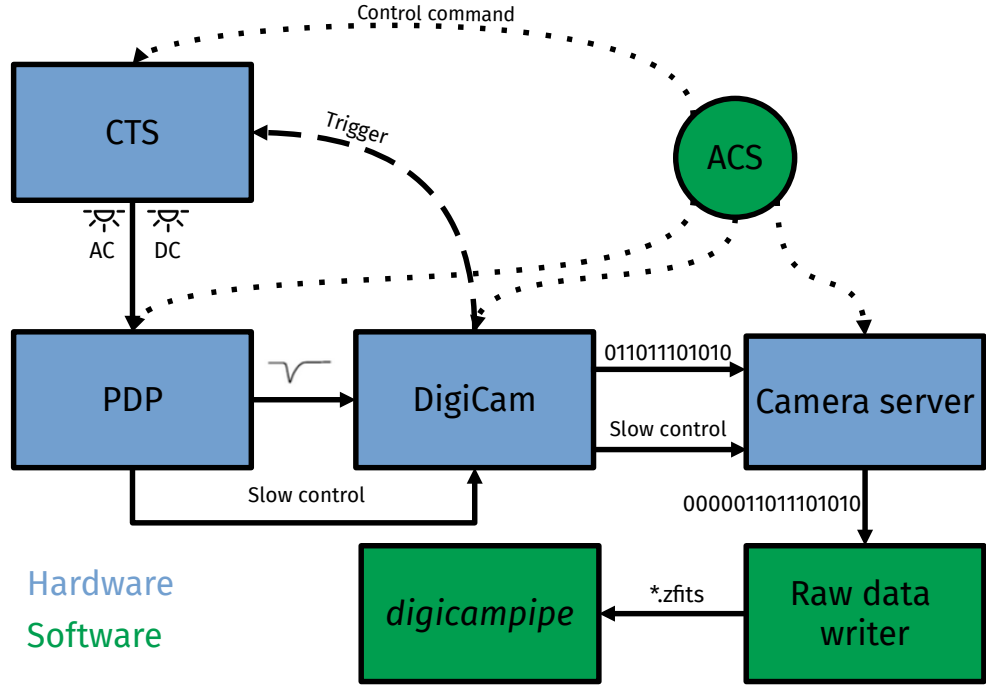 Control command
CTS
Trigger
ACS
AC
DC
PDP
DigiCam
011011101010
Camera server
Slow control
Slow control
0000011011101010
Hardware
Software
digicampipe
*.zfits
Raw data
writer